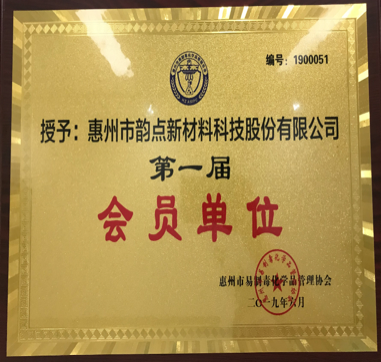 编号：1900051
授予：惠州市韵点新材料科技股份有限公司
第一届
会员单位
惠州市易制毒化学品管理协会
二〇一九年六月